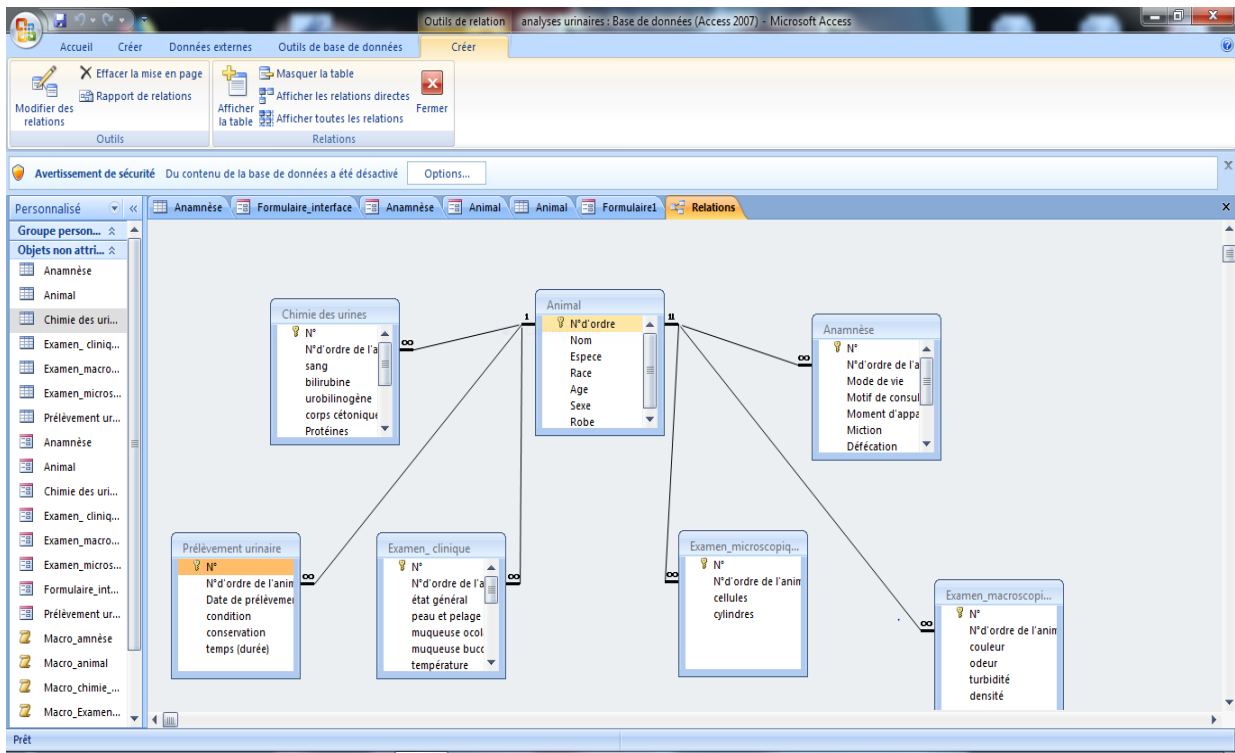 Outils de relation analyses urinaires : Base de données (Access 2007) - Microsoft Access
Accueil Créer Données externes Outils de base de données Créer
Modifier des relations
Effacer la mise en page
Rapport de relations
Outils
Afficher la table
Masquer la table
Afficher les relations directes
Afficher toutes les relations
Fermer
Relations
Avertissement de sécurité Du contenu de la base de données a été désactivé Options...
Personnalisé
Anamnèse Formulaire_interface Anamnèse Animal Animal Formulaire1 Relations
Groupe person...
Objets non attri...
Anamnèse
Animal
Chimie des uri...
Examen_ cliniq...
Examen_macro...
Examen_micros...
Prélèvement ur...
Anamnèse
Animal
Chimie des uri...
Examen_ cliniq...
Examen_macro...
Examen_micros...
Formulaire_int...
Prélèvement ur...
Macro_amnèse
Macro_animal
Macro_chimie_...
Macro_Examen...
Chimie des urines
N°
N°d'ordre de l'a
sang
bilirubine
urobilinogène
corps cétonique
Protéines
∞
1
Animal
N°d'ordre
Nom
Espece
Race
Age
Sexe
Robe
11
∞
Anamnèse
N°
N°d'ordre de l'a
Mode de vie
Motif de consul
Moment d'appa
Miction
Défécation
Prélèvement urinaire
N°
N°d'ordre de l'anim
Date de prélèvemen
condition
conservation
temps (durée)
∞
Examen_ clinique
N°
N°d'ordre de l'a
état général
peau et pelage
muqueuse ocul
muqueuse bucc
température
∞
∞
Examen_microscopiq...
N°
N°d'ordre de l'anim
cellules
cylindres
∞
Examen_macroscopi...
N°
N°d'ordre de l'anim
couleur
odeur
turbidité
densité
Prêt